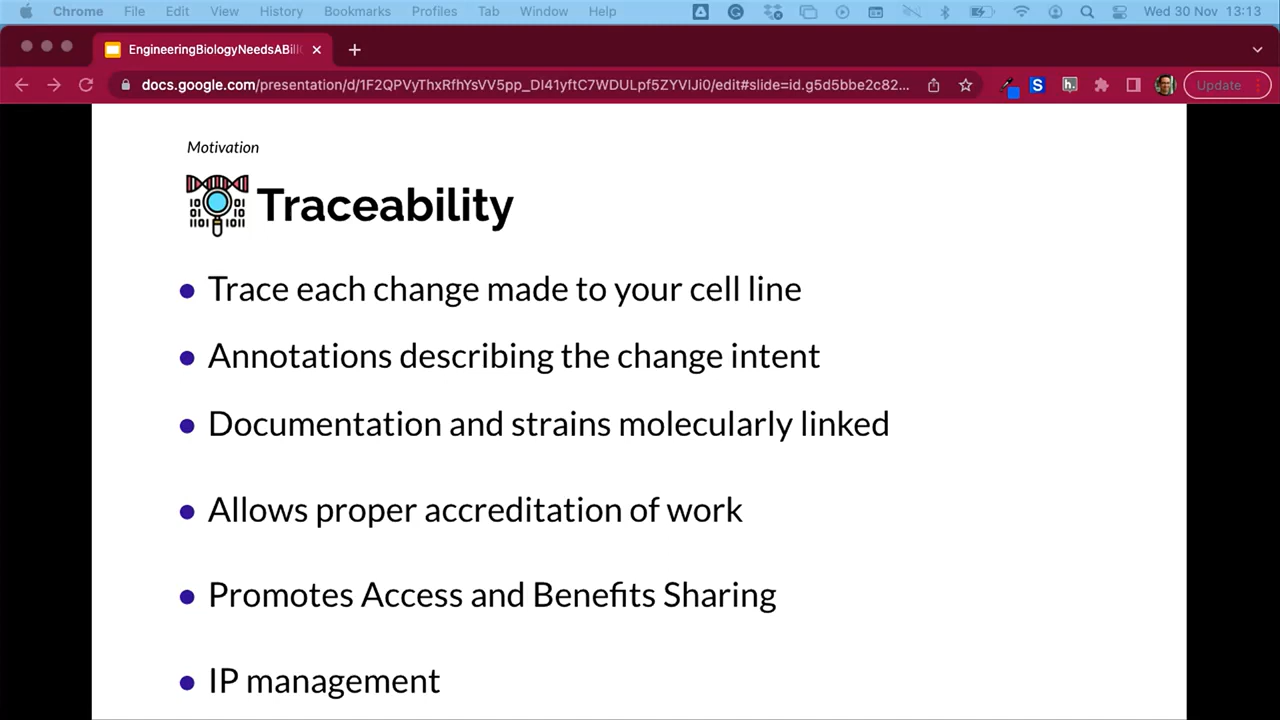 Chrome File Edit View History Bookmarks Profiles Tab Window Help Wed 30 Nov 13:13
EngineeringBiologyNeedsABill
docs.google.com/presentation/d/1F2QPVyThxRfhYsVV5pp_DI41yftC7WDULpf5ZYVIJi0/edit#slide=id.g5d5bbe2c82... Update
Motivation
Traceability
Trace each change made to your cell line
Annotations describing the change intent
Documentation and strains molecularly linked
Allows proper accreditation of work
Promotes Access and Benefits Sharing
IP management